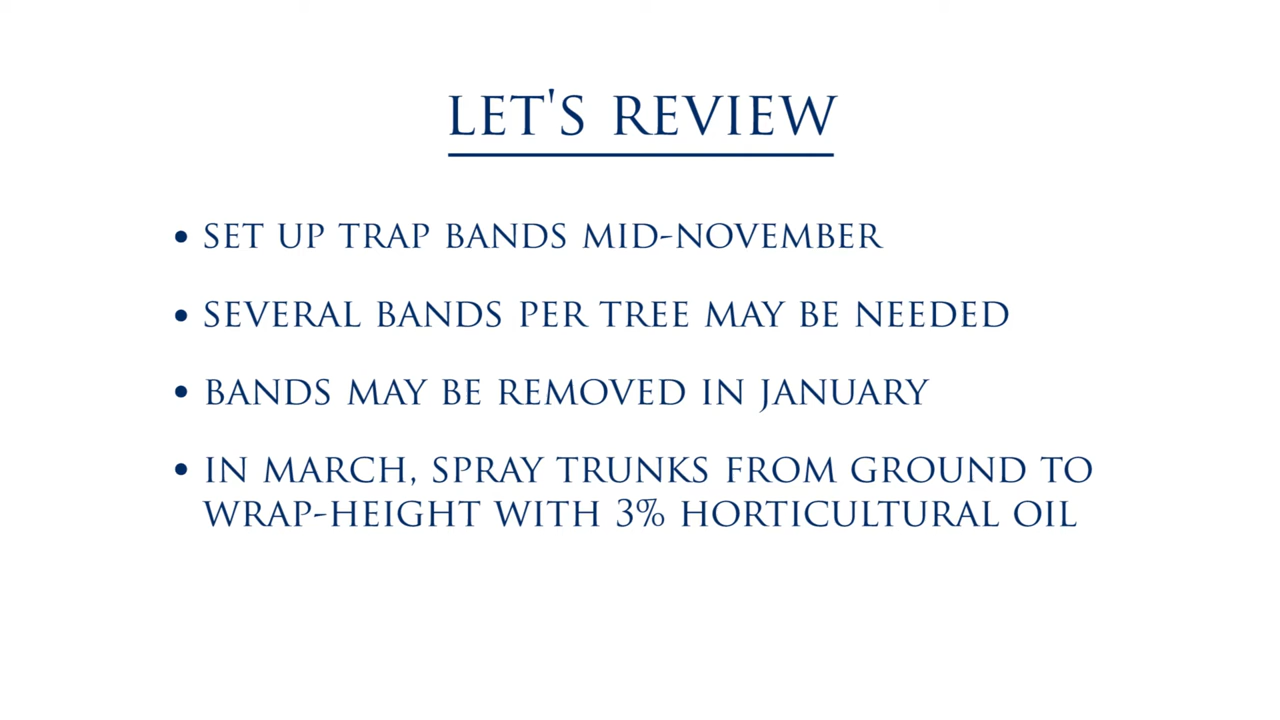 LET'S REVIEW
• SET UP TRAP BANDS MID-NOVEMBER
• SEVERAL BANDS PER TREE MAY BE NEEDED
• BANDS MAY BE REMOVED IN JANUARY
• IN MARCH, SPRAY TRUNKS FROM GROUND TO
WRAP-HEIGHT WITH 3% HORTICULTURAL OIL